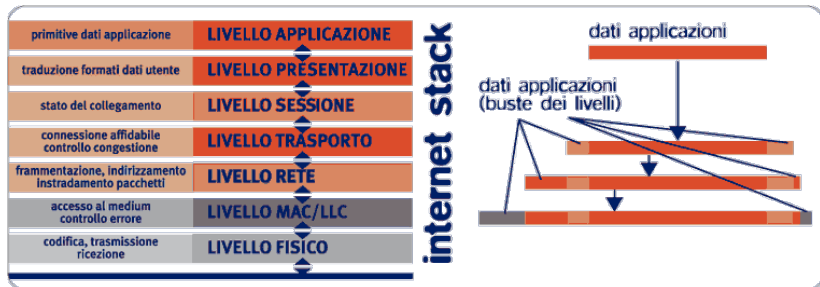 primitive dati applicazione
LIVELLO APPLICAZIONE
traduzione formati dati utente
LIVELLO PRESENTAZIONE
stato del collegamento
LIVELLO SESSIONE
connessione affidabile
controllo congestione
LIVELLO TRASPORTO
frammentazione, indirizzamento
instradamento pacchetti
LIVELLO RETE
accesso al medium
controllo errore
LIVELLO MAC/LLC
codifica, trasmissione
ricezione
LIVELLO FISICO
internet stack
dati applicazioni
dati applicazioni
(buste dei livelli)